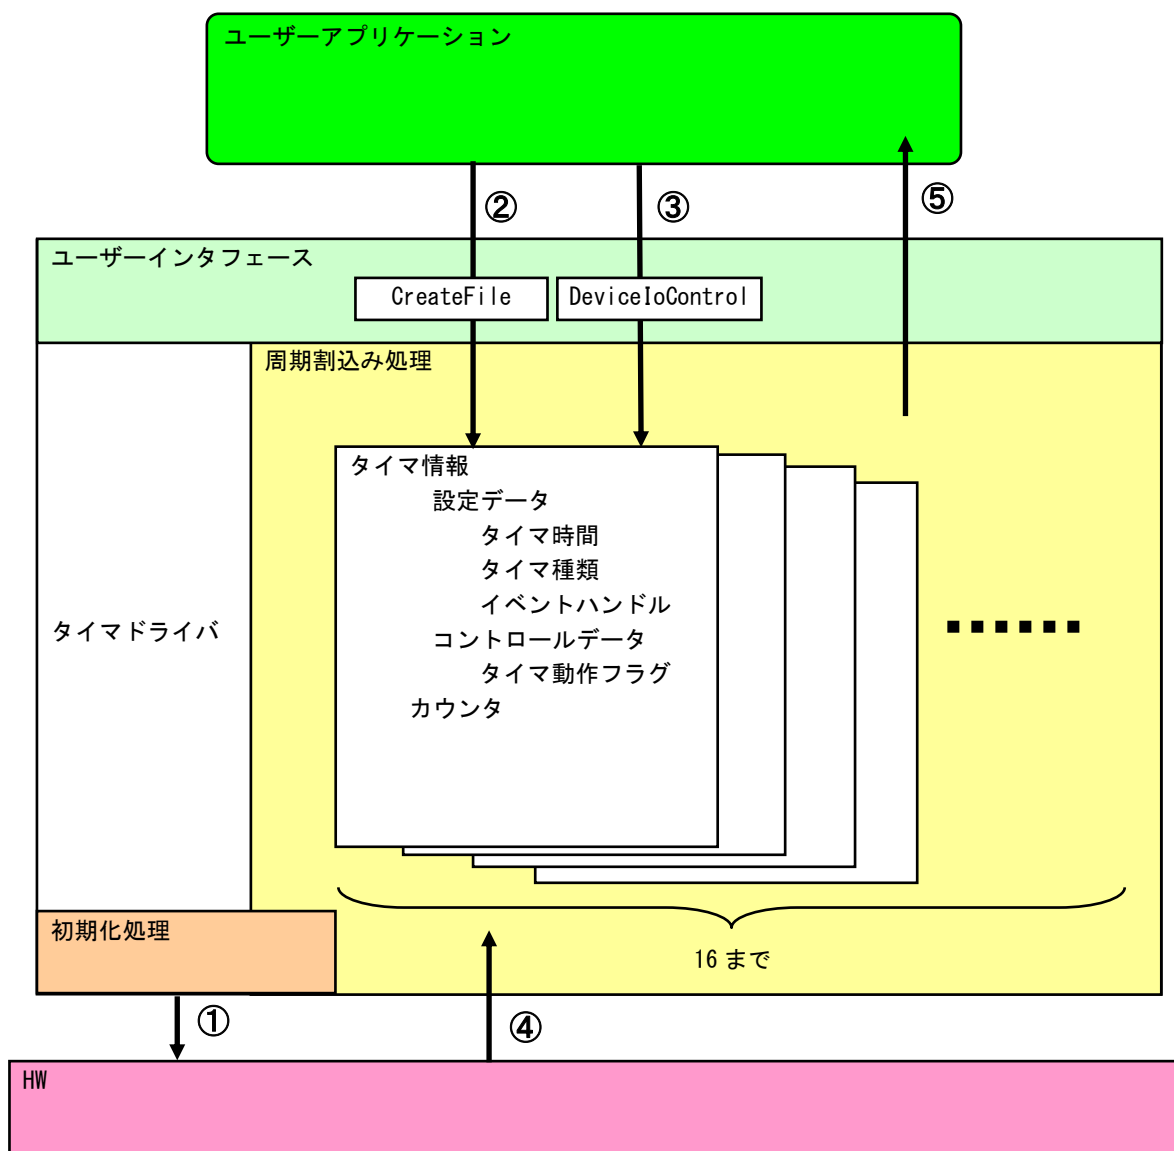 ユーザーアプリケーション
②
③
⑤
ユーザーインタフェース
CreateFile
DeviceIoControl
周期割込み処理
タイマ情報
設定データ
タイマ時間
タイマ種類
イベントハンドル
コントロールデータ
タイマ動作フラグ
カウンタ
タイマドライバ
初期化処理
16 まで
①
④
HW